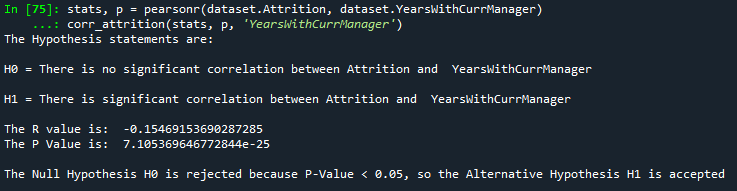 In [75]: stats, p = pearsonr(dataset.Attrition, dataset.YearsWithCurrManager)
...: corr_attrition(stats, p, 'YearsWithCurrManager')
The Hypothesis statements are:
H0 = There is no significant correlation between Attrition and  YearsWithCurrManager
H1 = There is significant correlation between Attrition and  YearsWithCurrManager
The R value is:  -0.15469153690287285
The P Value is:  7.105369646772844e-25
The Null Hypothesis H0 is rejected because P-Value < 0.05, so the Alternative Hypothesis H1 is accepted